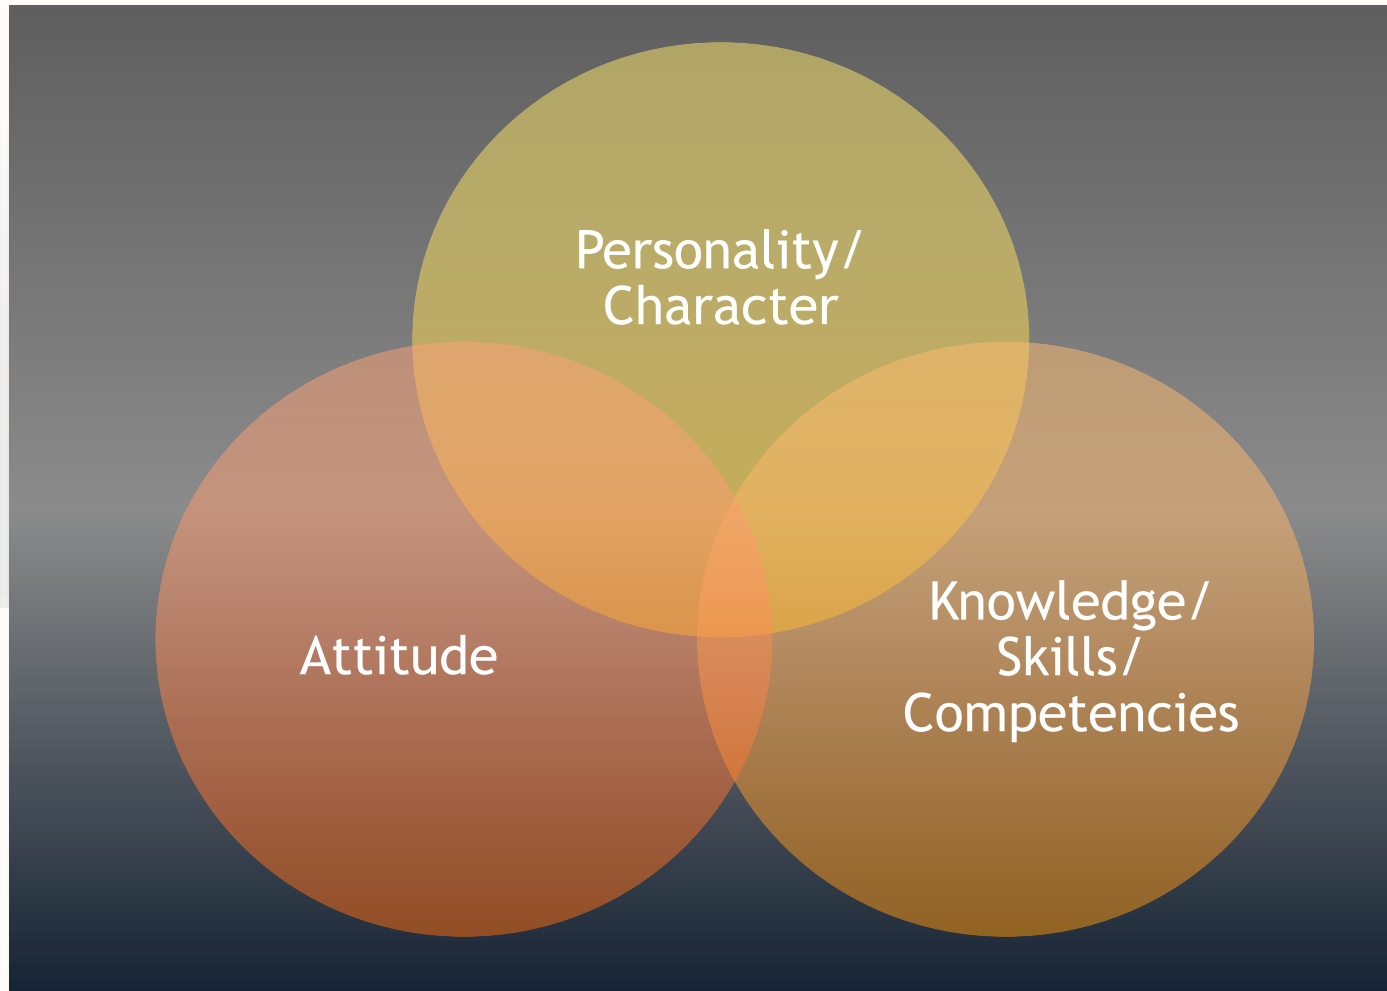 Personality/
Character
Attitude
Knowledge/
Skills/
Competencies